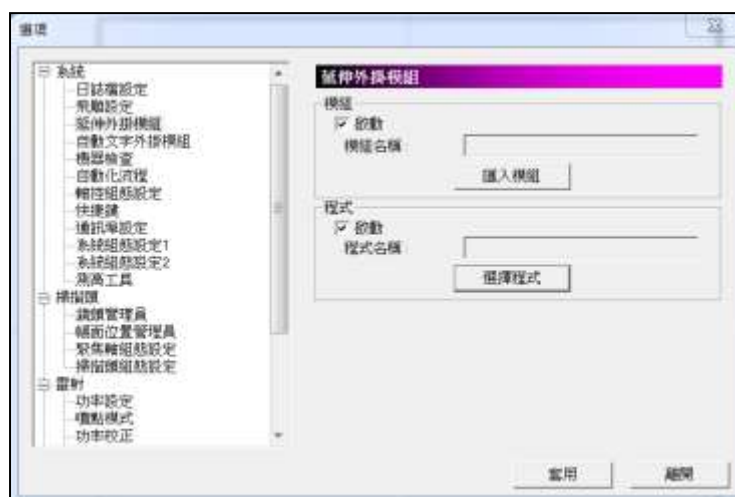 選項
系統
日誌檔設定
飛雕設定
延伸外掛模組
自動文字外掛模組
機器檢查
自動化流程
軸控組態設定
快捷鍵
通訊埠設定
系統組態設定1
系統組態設定2
測高工具
掃描頭
鏡頭管理員
幅面位置管理員
聚焦軸組態設定
掃描頭組態設定
雷射
功率設定
噴點模式
功率校正
延伸外掛模組
模組
啟動
模組名稱
匯入模組
程式
啟動
程式名稱
選擇程式
套用
離開